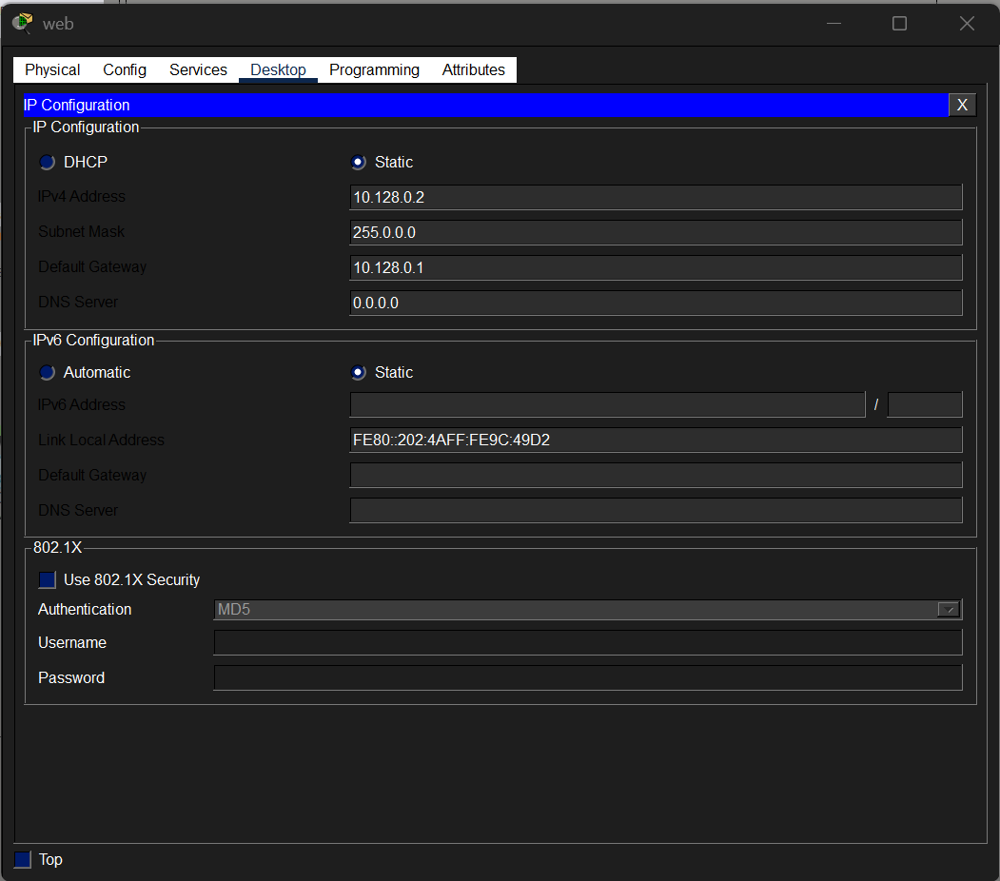 web
Physical Config Services Desktop Programming Attributes
IP Configuration X
IP Configuration
DHCP Static
IPv4 Address 10.128.0.2
Subnet Mask 255.0.0.0
Default Gateway 10.128.0.1
DNS Server 0.0.0.0
IPv6 Configuration
Automatic Static
IPv6 Address /
Link Local Address FE80::202:4AFF:FE9C:49D2
Default Gateway
DNS Server
802.1X
Use 802.1X Security
Authentication MD5
Username
Password
Top